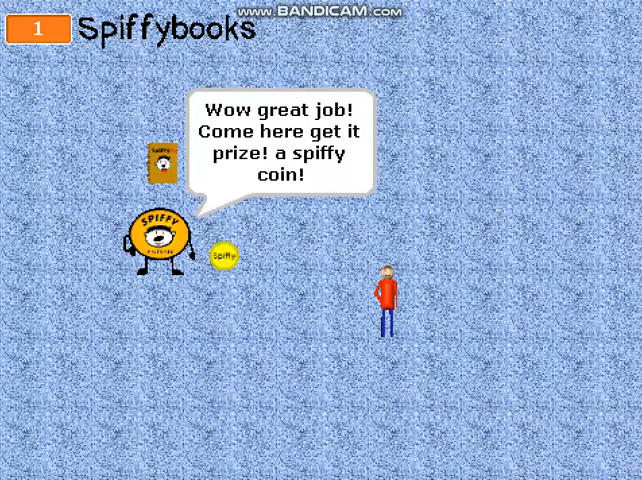 www.BANDICAM.com
1 Spiffybooks
Wow great job!
Come here get it
prize! a spiffy
coin!
SPIFFY
Spiffy